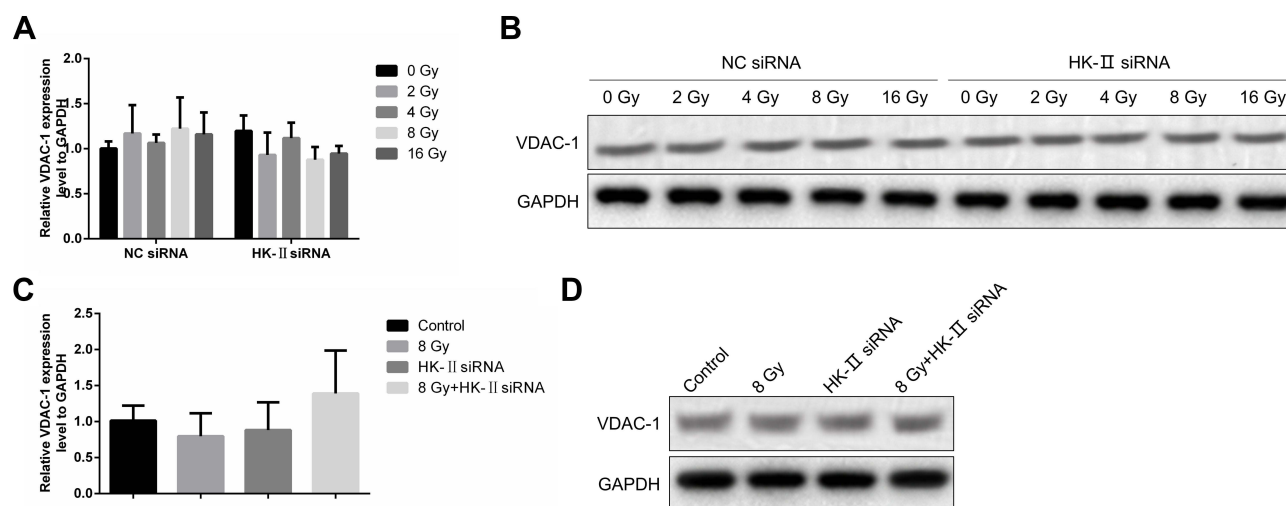 A
Relative VDAC-1 expression
level to GAPDH
2.0
1.5
1.0
0.5
0.0
NC siRNA
HK-Ⅱ siRNA
0 Gy
2 Gy
4 Gy
8 Gy
16 Gy
B
NC siRNA
HK-Ⅱ siRNA
0 Gy 2 Gy 4 Gy 8 Gy 16 Gy 0 Gy 2 Gy 4 Gy 8 Gy 16 Gy
VDAC-1
GAPDH
C
Relative VDAC-1 expression
level to GAPDH
2.5
2.0
1.5
1.0
0.5
0.0
Control
8 Gy
HK-Ⅱ siRNA
8 Gy+HK-Ⅱ siRNA
D
Control
8 Gy
HK-Ⅱ siRNA
8 Gy+HK-Ⅱ siRNA
VDAC-1
GAPDH